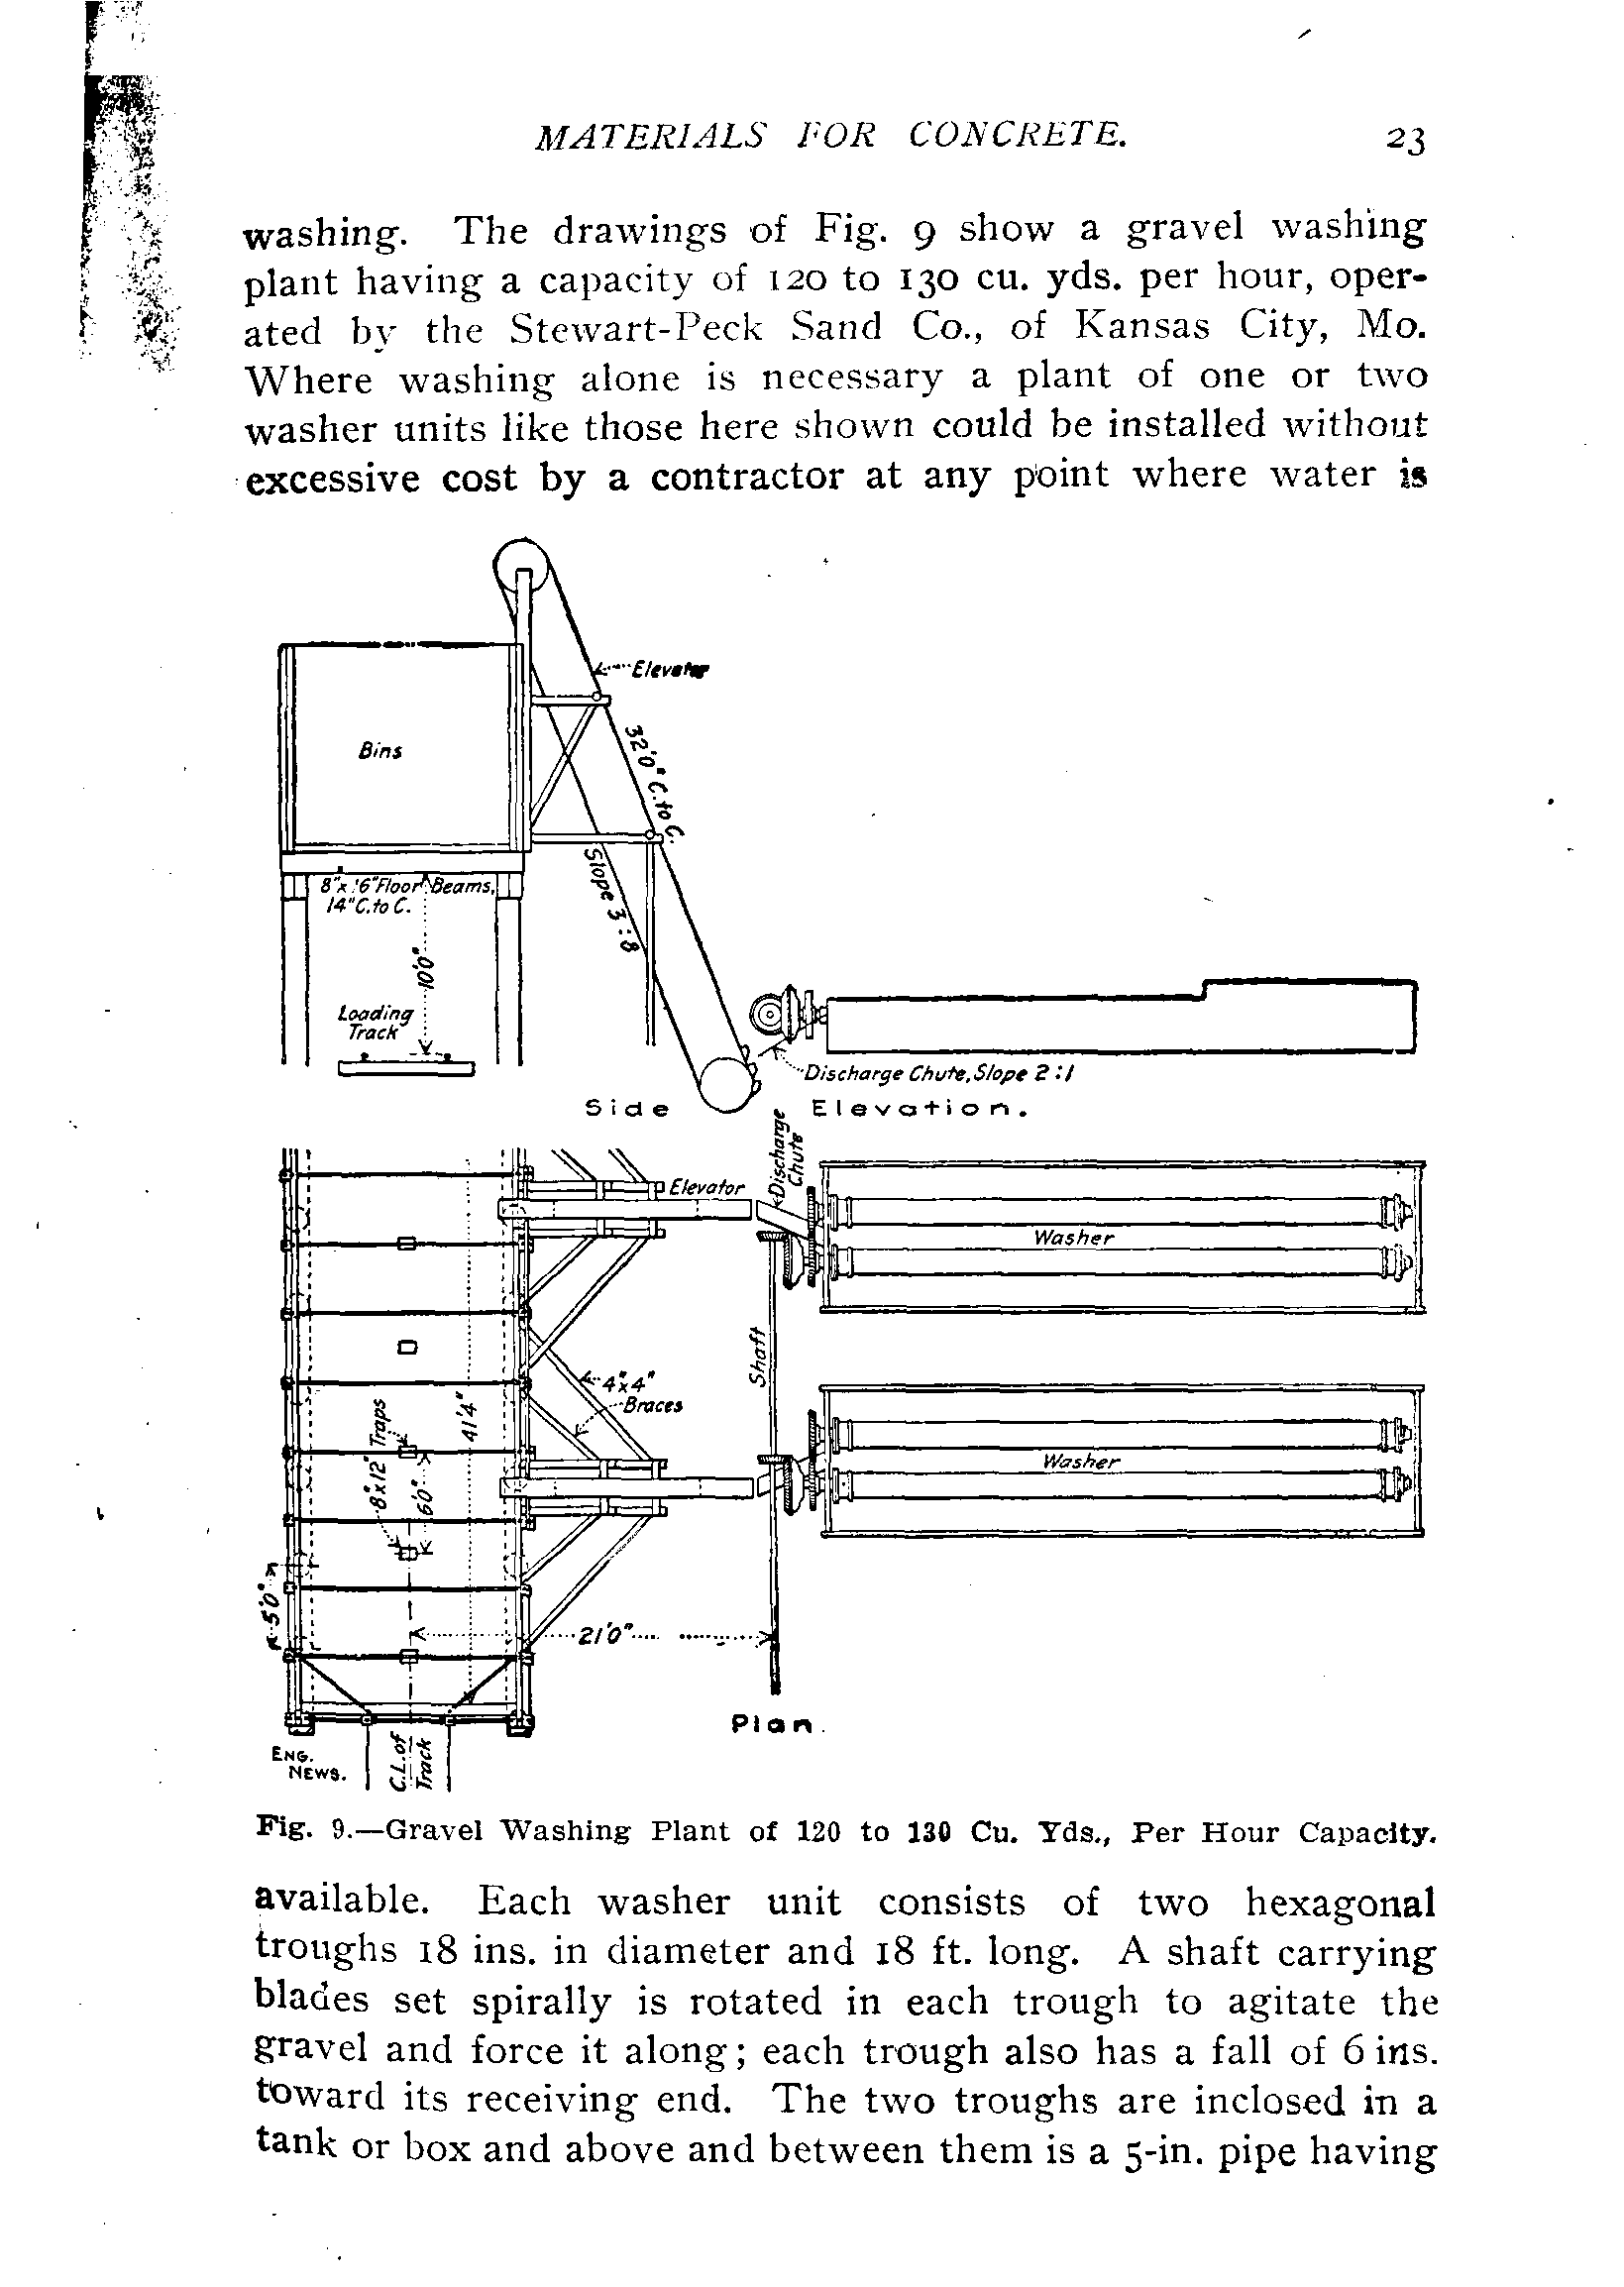 MATERIALS FOR CONCRETE. 23
washing. The drawings of Fig. 9 show a gravel washing
plant having a capacity of 120 to 130 cu. yds. per hour, oper-
ated by the Stewart-Peck Sand Co., of Kansas City, Mo.
Where washing alone is necessary a plant of one or two
washer units like those here shown could be installed without
excessive cost by a contractor at any point where water is
Elevator
32'0" C. to C.
Bins
Slope 3:8
8"x 16" Floor Beams,
14" C. to C.
10'0"
Loading
Track
Discharge Chute, Slope 2:1
Side Elevation.
Discharge
Chute
Elevator
Washer
Shaft
4"x4"
Braces
8"x12" Traps
41'4"
6'0"
Washer
5'0"
21'0"
Plan.
C.L. of
Track
ENG.
NEWS.
Fig. 9.—Gravel Washing Plant of 120 to 130 Cu. Yds., Per Hour Capacity.
available. Each washer unit consists of two hexagonal
troughs 18 ins. in diameter and 18 ft. long. A shaft carrying
blades set spirally is rotated in each trough to agitate the
gravel and force it along; each trough also has a fall of 6 ins.
toward its receiving end. The two troughs are inclosed in a
tank or box and above and between them is a 5-in. pipe having